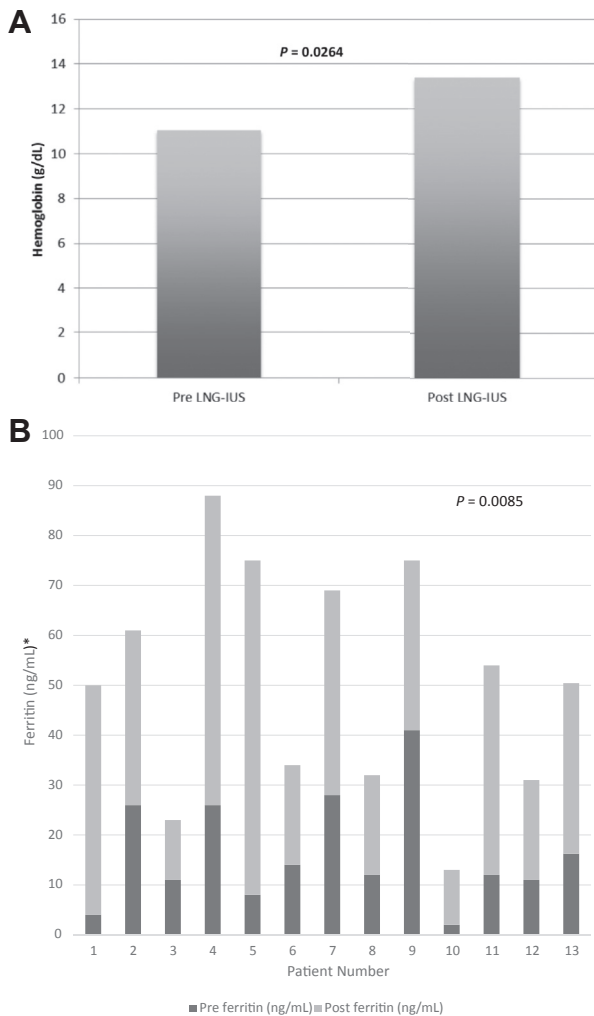 A
16
P = 0.0264
14
12
10
8
6
4
2
0
Hemoglobin (g/dL)
Pre LNG-IUS Post LNG-IUS
B
100
90
P = 0.0085
80
70
60
50
40
30
20
10
0
Ferritin (ng/mL)*
1 2 3 4 5 6 7 8 9 10 11 12 13
Patient Number
Pre ferritin (ng/mL) Post ferritin (ng/mL)